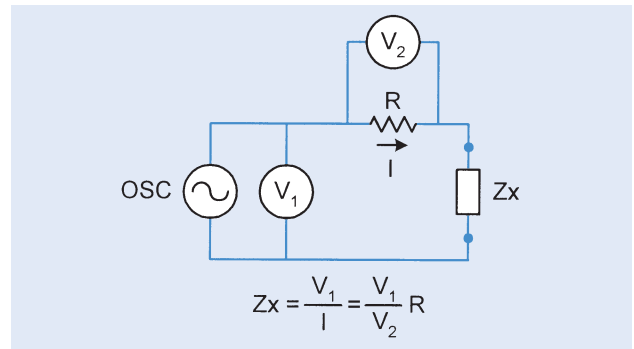 V₂
R
I
OSC
V₁
Zx
Zx = V₁/I = V₁/V₂ R